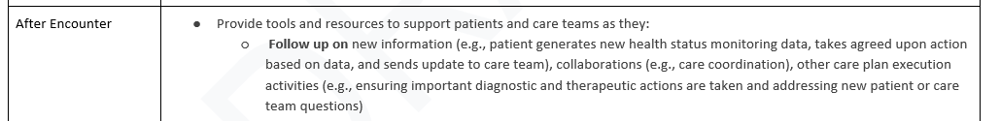 After Encounter
● Provide tools and resources to support patients and care teams as they:
o Follow up on new information (e.g., patient generates new health status monitoring data, takes agreed upon action
based on data, and sends update to care team), collaborations (e.g., care coordination), other care plan execution
activities (e.g., ensuring important diagnostic and therapeutic actions are taken and addressing new patient or care
team questions)